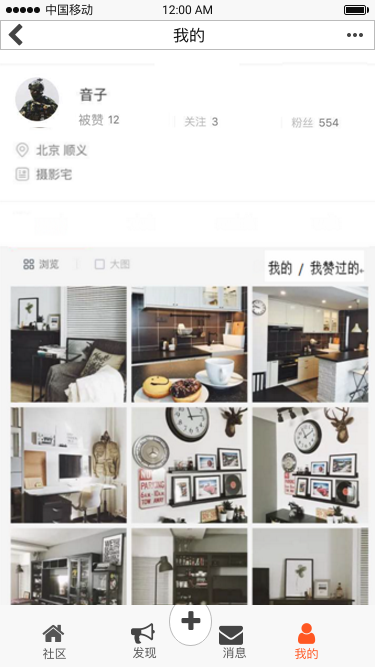 中国移动 12:00 AM
我的
音子
被赞 12 关注 3 粉丝 554
北京 顺义
摄影宅
浏览 大图 我的 / 我赞过的
PARKING
社区 发现 消息 我的